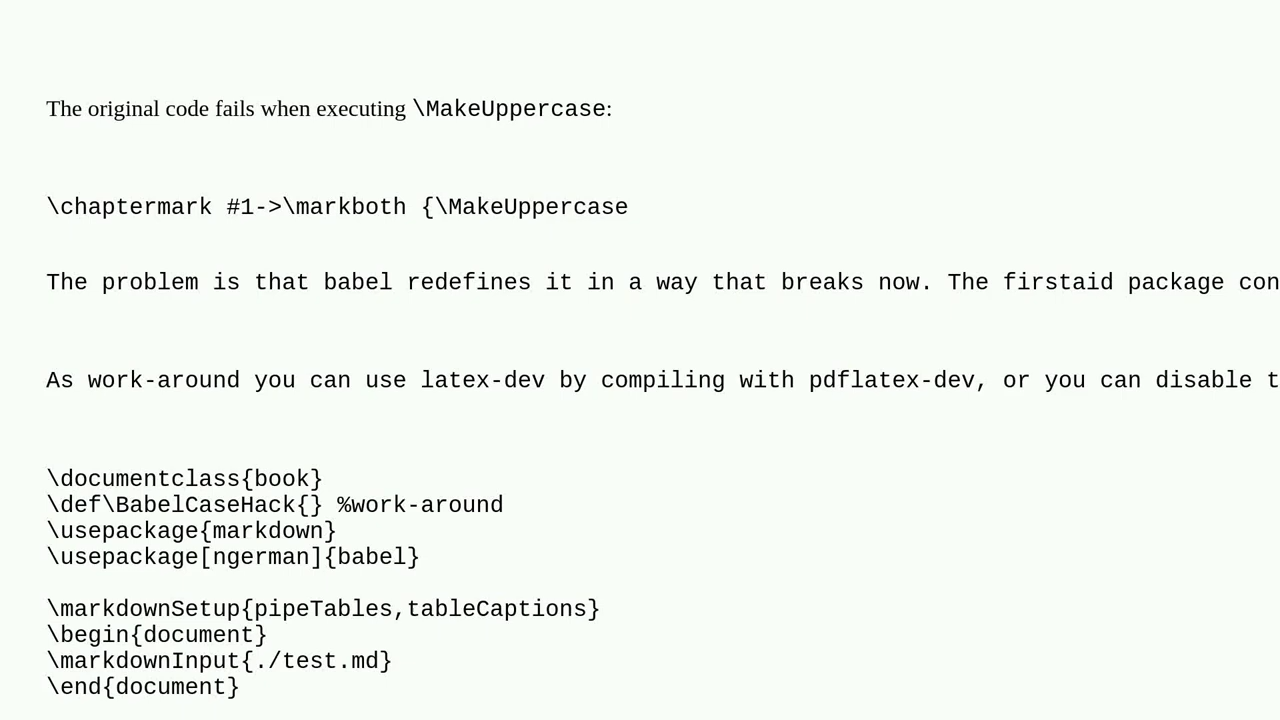 The original code fails when executing \MakeUppercase:
\chaptermark #1->\markboth {\MakeUppercase
The problem is that babel redefines it in a way that breaks now. The firstaid package con
As work-around you can use latex-dev by compiling with pdflatex-dev, or you can disable t
\documentclass{book}
\def\BabelCaseHack{} %work-around
\usepackage{markdown}
\usepackage[ngerman]{babel}
\markdownSetup{pipeTables,tableCaptions}
\begin{document}
\markdownInput{./test.md}
\end{document}